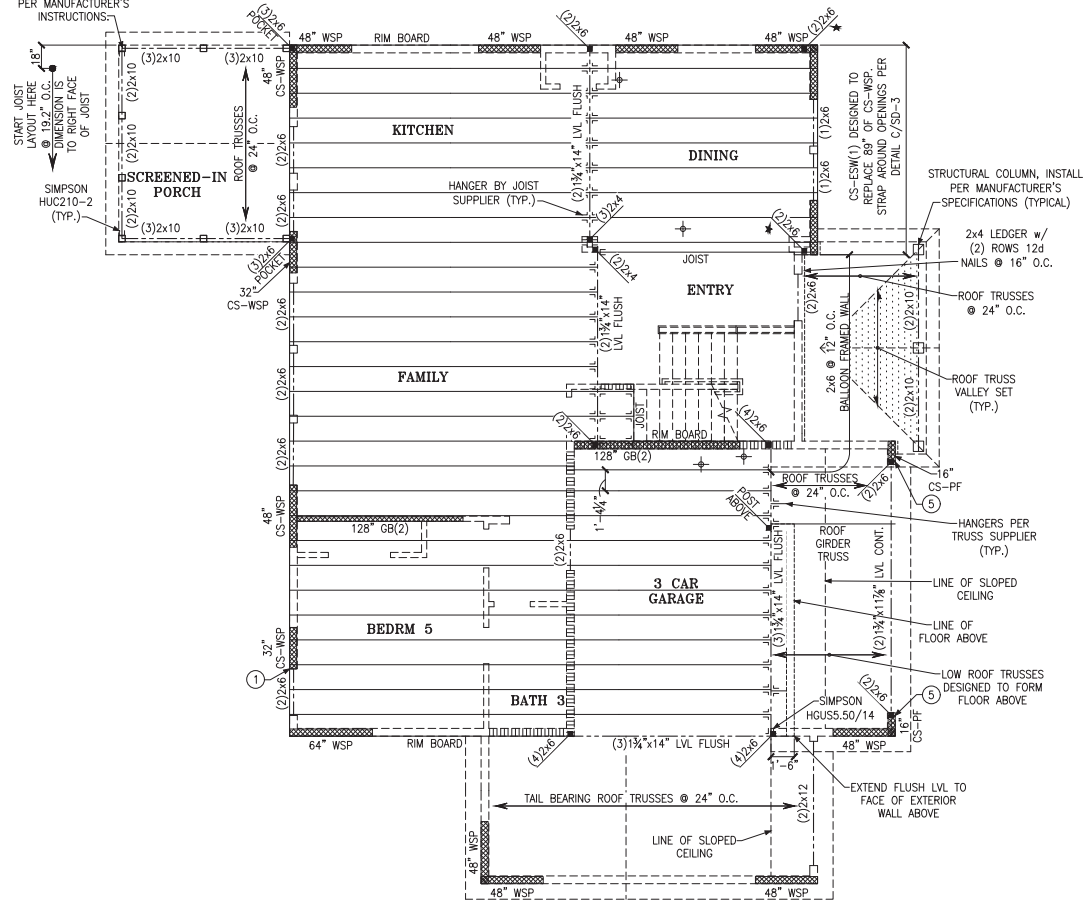 PER MANUFACTURER'S
INSTRUCTIONS.
(3)2x6
POCKET
48" WSP
RIM BOARD
48" WSP
(2)2x6
48" WSP
48" WSP
(2)2x6
18"
START JOIST
LAYOUT HERE
@ 19.2" O.C.
DIMENSION IS
TO RIGHT FACE
OF JOIST
(3)2x10
(3)2x10
(2)2x10
(2)2x10
(2)2x10
ROOF TRUSSES
@ 24" O.C.
SCREENED-IN
PORCH
(3)2x10
(3)2x10
SIMPSON
HUC210-2
(TYP.)
48"
CS-WSP
(2)2x6
(2)2x6
KITCHEN
(2)1¾"x14" LVL FLUSH
DINING
(1)2x6
(1)2x6
CS-ESW(1) DESIGNED TO
REPLACE 89" OF CS-WSP.
STRAP AROUND OPENINGS PER
DETAIL C/SD-3
HANGER BY JOIST
SUPPLIER (TYP.)
(3)2x4
(2)2x6
STRUCTURAL COLUMN, INSTALL
PER MANUFACTURER'S
SPECIFICATIONS (TYPICAL)
2x4 LEDGER w/
(2) ROWS 12d
NAILS @ 16" O.C.
(3)2x6
POCKET
32"
CS-WSP
(2)2x4
JOIST
ENTRY
(2)2x6
ROOF TRUSSES
@ 24" O.C.
(2)2x10
(2)2x6
(2)1¾"x14"
LVL FLUSH
2x6 @ 12" O.C.
BALLOON FRAMED WALL
FAMILY
ROOF TRUSS
VALLEY SET
(TYP.)
(2)2x10
(2)2x6
JOIST
(2)2x6
RIM BOARD
(4)2x6
128" GB(2)
(2)2x6
16"
CS-PF
ROOF TRUSSES
@ 24" O.C.
(2)2x6
5
48"
CS-WSP
1'-4¼"
POST
ABOVE
128" GB(2)
(2)2x6
HANGERS PER
TRUSS SUPPLIER
(TYP.)
ROOF
GIRDER
TRUSS
(3)1¾"x14" LVL FLUSH
(2)1¾"x11⅞" LVL CONT.
LINE OF SLOPED
CEILING
3 CAR
GARAGE
LINE OF
FLOOR ABOVE
BEDRM 5
32"
CS-WSP
1
(2)2x6
LOW ROOF TRUSSES
DESIGNED TO FORM
FLOOR ABOVE
(2)2x6
5
BATH 3
SIMPSON
HGUS5.50/14
16"
CS-PF
64" WSP
RIM BOARD
(4)2x6
(3)1¾"x14" LVL FLUSH
(4)2x6
48" WSP
1'-6"
EXTEND FLUSH LVL TO
FACE OF EXTERIOR
WALL ABOVE
TAIL BEARING ROOF TRUSSES @ 24" O.C.
(2)2x12
LINE OF SLOPED
CEILING
48" WSP
48" WSP
48" WSP